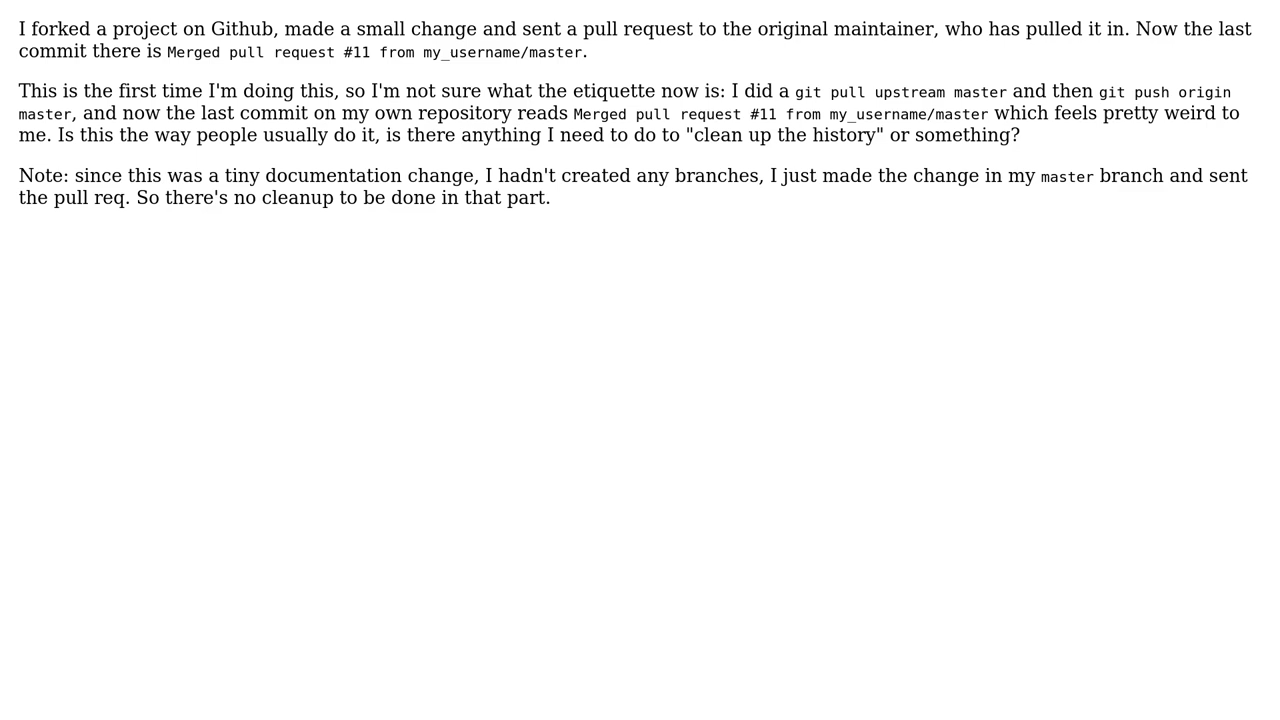 I forked a project on Github, made a small change and sent a pull request to the original maintainer, who has pulled it in. Now the last
commit there is Merged pull request #11 from my_username/master.
This is the first time I'm doing this, so I'm not sure what the etiquette now is: I did a git pull upstream master and then git push origin
master, and now the last commit on my own repository reads Merged pull request #11 from my_username/master which feels pretty weird to
me. Is this the way people usually do it, is there anything I need to do to "clean up the history" or something?
Note: since this was a tiny documentation change, I hadn't created any branches, I just made the change in my master branch and sent
the pull req. So there's no cleanup to be done in that part.